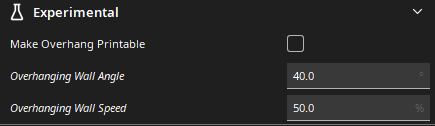 Experimental
Make Overhang Printable
Overhanging Wall Angle 40.0 °
Overhanging Wall Speed 50.0 %